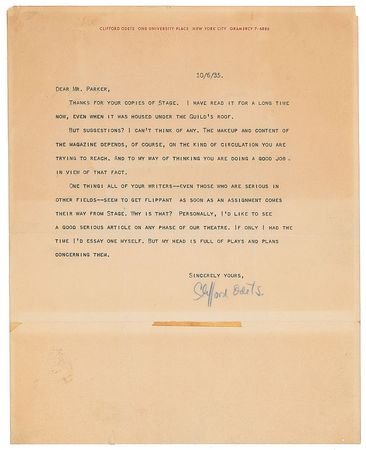 CLIFFORD ODETS ONE UNIVERSITY PLACE NEW YORK CITY GRAMERCY 7-6886
10/6/35.
DEAR MR. PARKER,
THANKS FOR YOUR COPIES OF STAGE. I HAVE READ IT FOR A LONG TIME
NOW, EVEN WHEN IT WAS HOUSED UNDER THE GUILD'S ROOF.
BUT SUGGESTIONS? I CAN'T THINK OF ANY. THE MAKEUP AND CONTENT OF
THE MAGAZINE DEPENDS, OF COURSE, ON THE KIND OF CIRCULATION YOU ARE
TRYING TO REACH. AND TO MY WAY OF THINKING YOU ARE DOING A GOOD JOB
IN VIEW OF THAT FACT.
ONE THING: ALL OF YOUR WRITERS--EVEN THOSE WHO ARE SERIOUS IN
OTHER FIELDS--SEEM TO GET FLIPPANT AS SOON AS AN ASSIGNMENT COMES
THEIR WAY FROM STAGE. WHY IS THAT? PERSONALLY, I'D LIKE TO SEE
A GOOD SERIOUS ARTICLE ON ANY PHASE OF OUR THEATRE. IF ONLY I HAD THE
TIME I'D ESSAY ONE MYSELF. BUT MY HEAD IS FULL OF PLAYS AND PLANS
CONCERNING THEM.
SINCERELY YOURS,
Clifford Odets.